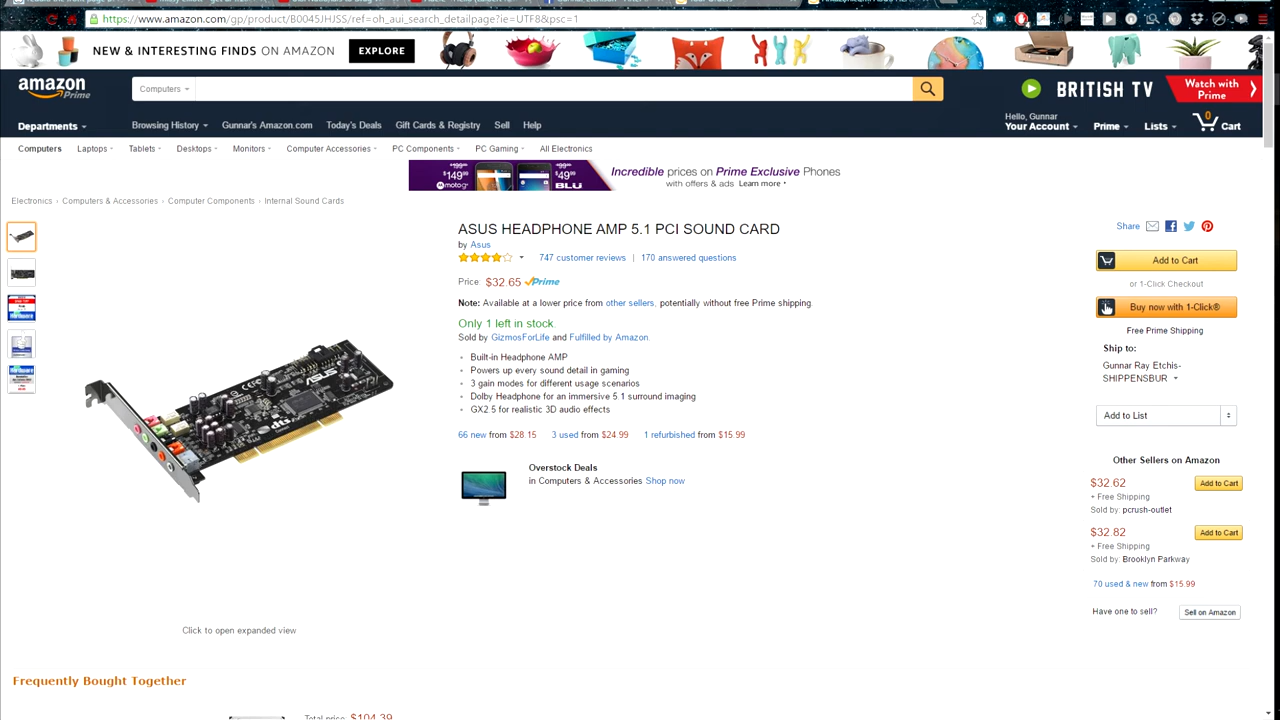 https://www.amazon.com/gp/product/B0045JHJSS/ref=oh_aui_search_detailpage?ie=UTF8&psc=1
NEW & INTERESTING FINDS ON AMAZON EXPLORE
amazon Prime
Computers
BRITISH TV
Watch with Prime
Departments
Browsing History
Gunnar's Amazon.com
Today's Deals
Gift Cards & Registry
Sell
Help
Hello, Gunnar
Your Account
Prime
Lists
0
Cart
Computers
Laptops
Tablets
Desktops
Monitors
Computer Accessories
PC Components
PC Gaming
All Electronics
$149⁹⁹
moto g
$49⁹⁹
BLU
Incredible prices on Prime Exclusive Phones
with offers & ads Learn more
Electronics › Computers & Accessories › Computer Components › Internal Sound Cards
ASUS HEADPHONE AMP 5.1 PCI SOUND CARD
by Asus
747 customer reviews | 170 answered questions
Price: $32.65 Prime
Note: Available at a lower price from other sellers, potentially without free Prime shipping.
Only 1 left in stock.
Sold by GizmosForLife and Fulfilled by Amazon.
Built-in Headphone AMP
Powers up every sound detail in gaming
3 gain modes for different usage scenarios
Dolby Headphone for an immersive 5.1 surround imaging
GX2.5 for realistic 3D audio effects
66 new from $28.15 3 used from $24.99 1 refurbished from $15.99
Overstock Deals
in Computers & Accessories Shop now
ASUS
dts
Click to open expanded view
Share
Add to Cart
or 1-Click Checkout
Buy now with 1-Click®
Free Prime Shipping
Ship to:
Gunnar Ray Etchis-
SHIPPENSBUR
Add to List
Other Sellers on Amazon
$32.62
Add to Cart
+ Free Shipping
Sold by: pcrush-outlet
$32.82
Add to Cart
+ Free Shipping
Sold by: Brooklyn Parkway
70 used & new from $15.99
Have one to sell?
Sell on Amazon
Frequently Bought Together
Total price: $104.39